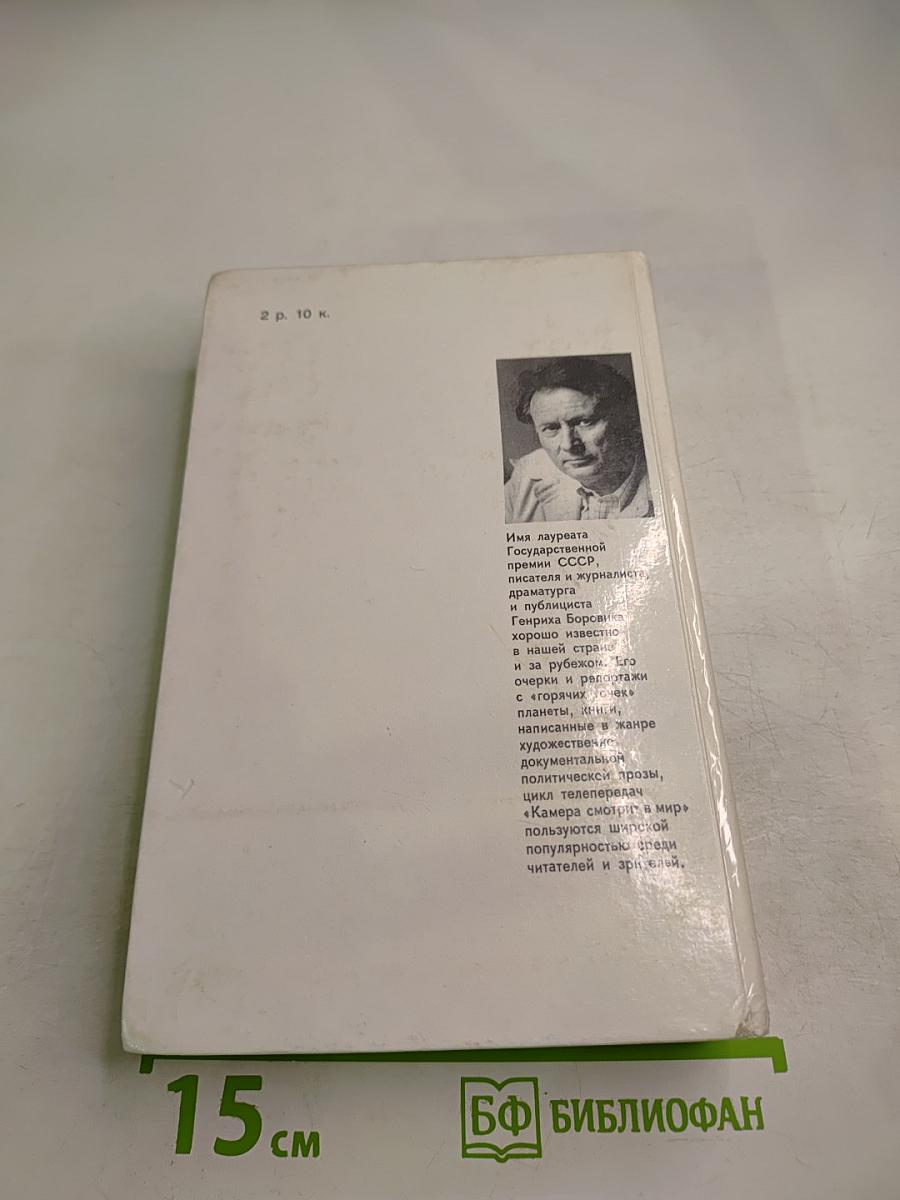 2 р. 10 к.
Имя лауреата
Государственной
премии СССР,
писателя и журналиста,
драматурга
и публициста
Генриха Боровика
хорошо известно
в нашей стране
и за рубежом. Его
очерки и репортажи
с «горячих точек»
планеты, книги,
написанные в жанре
художественно-
документальной
политической прозы,
цикл телепередач
«Камера смотрит в мир»
пользуются широкой
популярностью среди
читателей и зрителей.
15 см
БФ БИБЛИОФАН